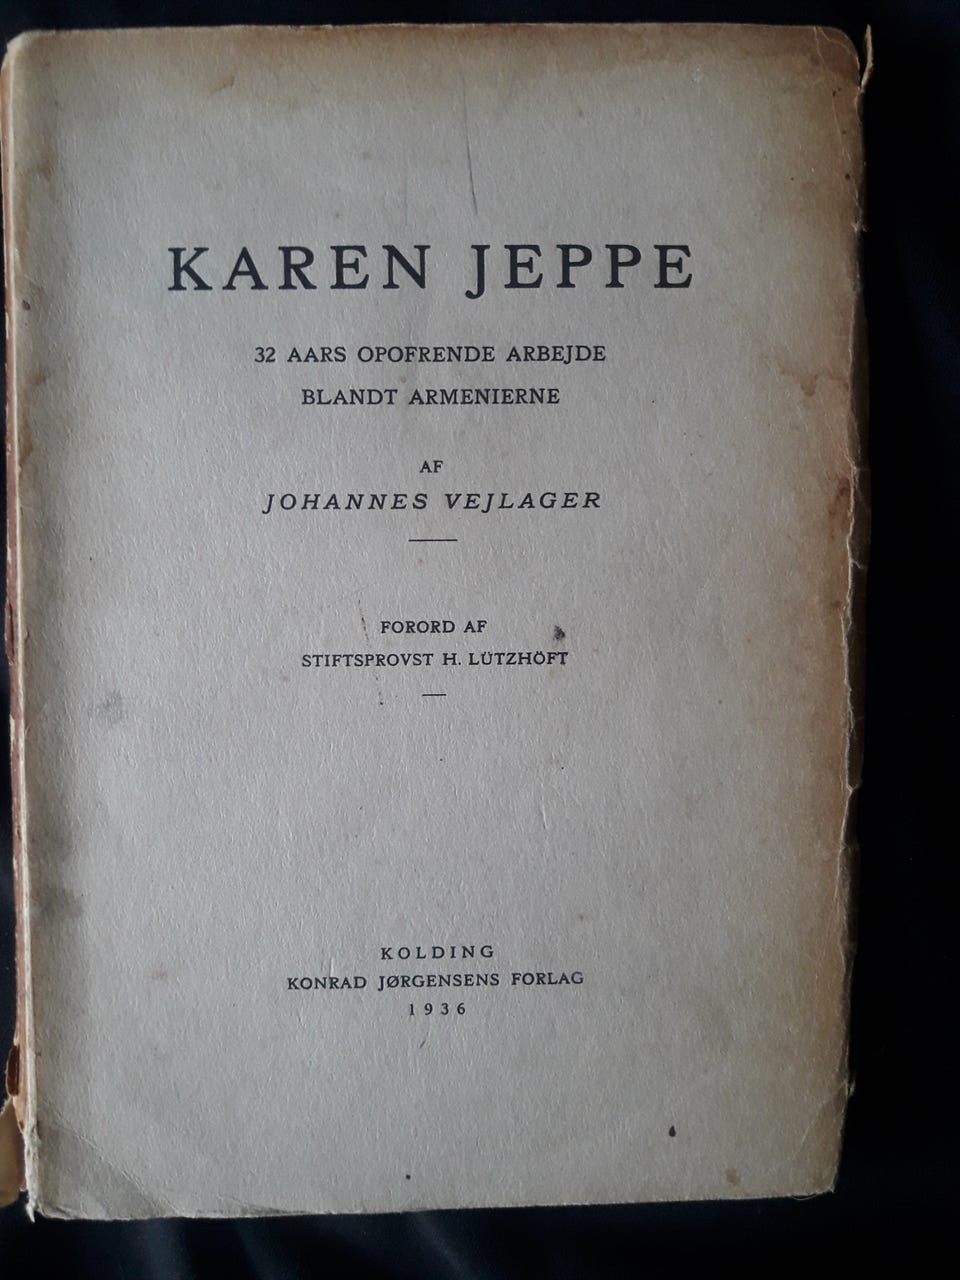 KAREN JEPPE
32 AARS OPOFRENDE ARBEJDE
BLANDT ARMENIERNE
AF
JOHANNES VEJLAGER
FORORD AF
STIFTSPROVST H. LÜTZHÖFT
KOLDING
KONRAD JØRGENSENS FORLAG
1936